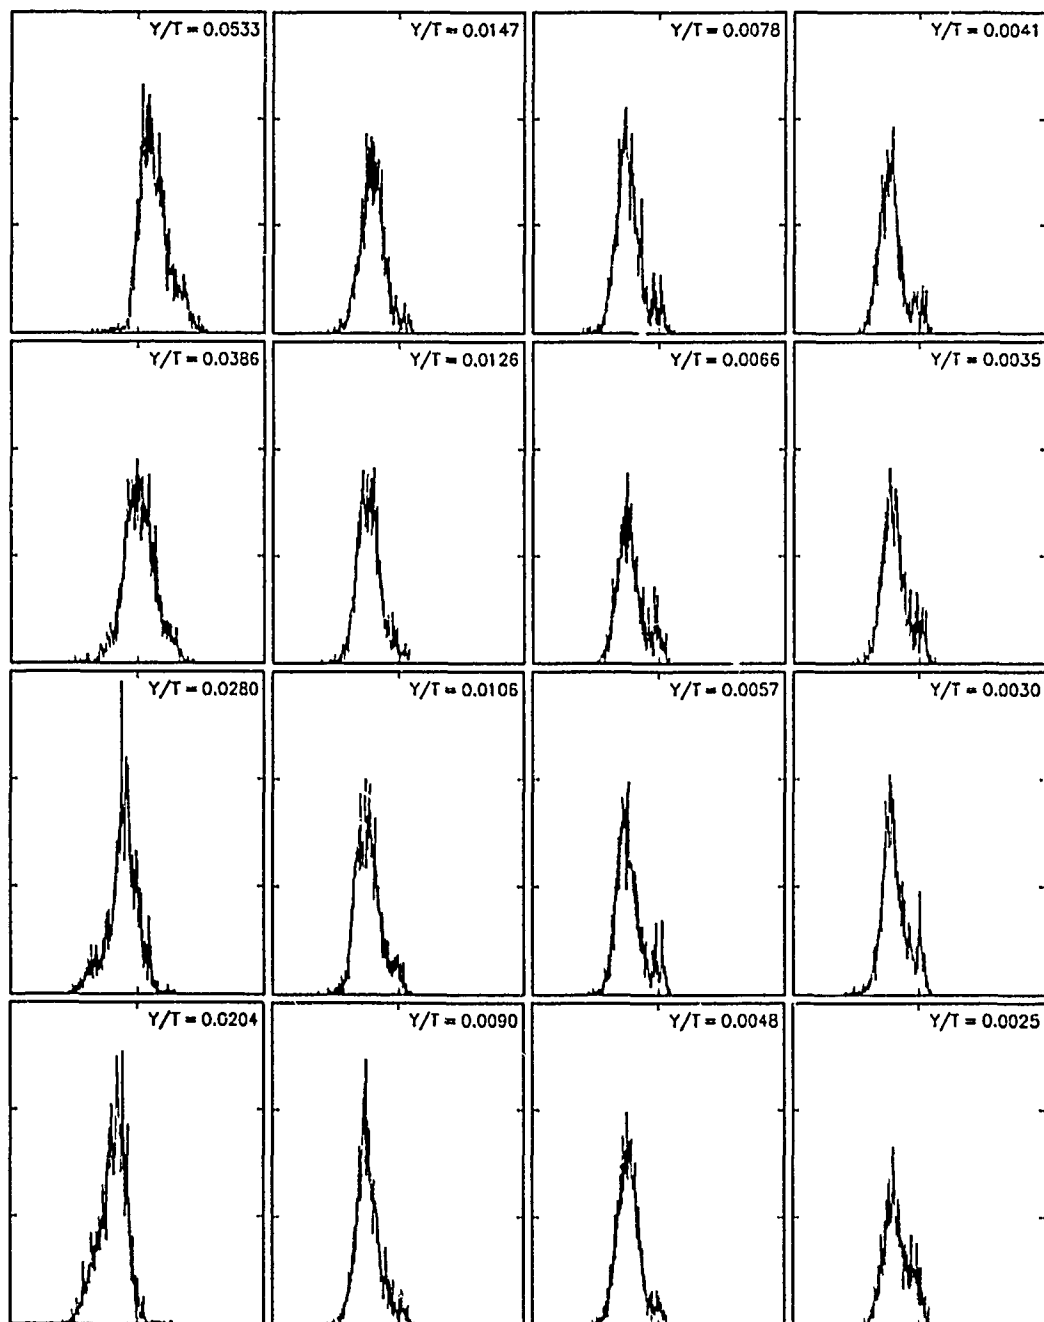 Y/T = 0.0533
Y/T = 0.0147
Y/T = 0.0078
Y/T = 0.0041
Y/T = 0.0386
Y/T = 0.0126
Y/T = 0.0066
Y/T = 0.0035
Y/T = 0.0280
Y/T = 0.0106
Y/T = 0.0057
Y/T = 0.0030
Y/T = 0.0204
Y/T = 0.0090
Y/T = 0.0048
Y/T = 0.0025